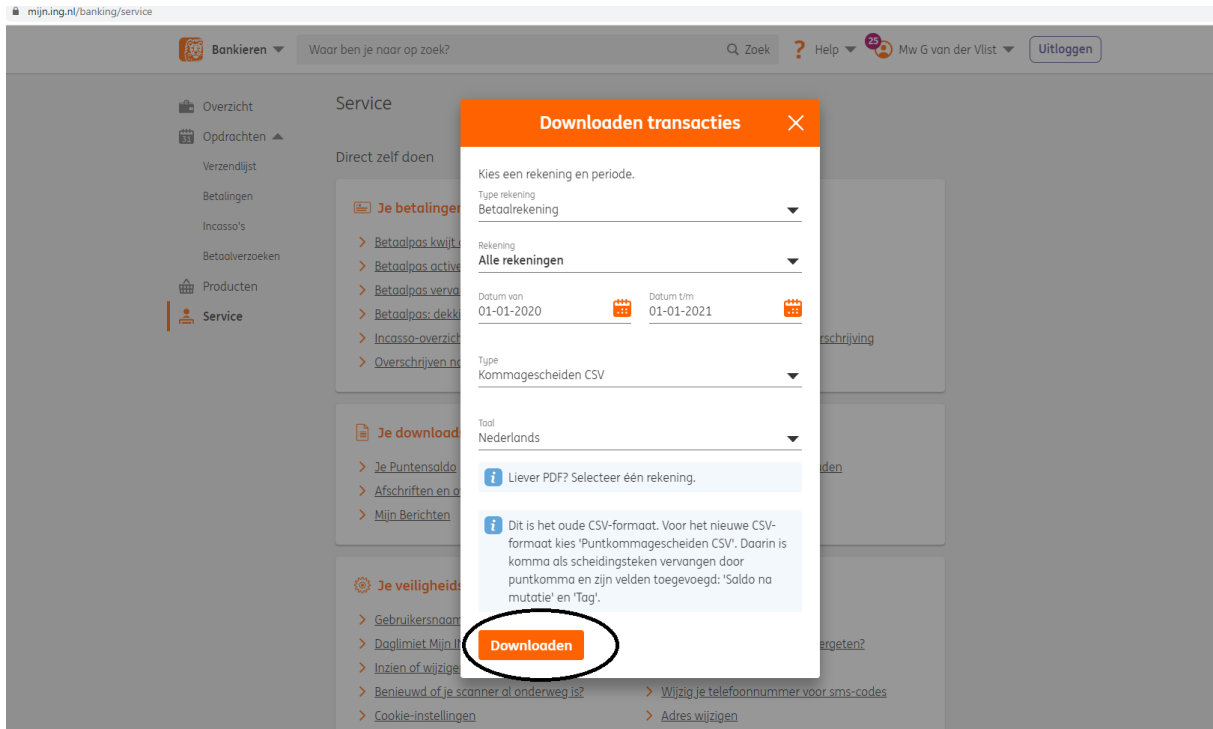 mijn.ing.nl/banking/service
Bankieren
Waar ben je naar op zoek?
Zoek
? Help
25
Mw G van der Vlist
Uitloggen
Overzicht
Opdrachten
Verzendlijst
Betalingen
Incasso's
Betaalverzoeken
Producten
Service
Service
Direct zelf doen
Je betalinge
Betaalpas kwijt
Betaalpas active
Betaalpas verva
Betaalpas: dekki
Incasso-overzich
rschrijving
Overschrijven na
Je download
Je Puntensaldo
den
Afschriften en o
Mijn Berichten
Je veiligheids
Gebruikersnaam
Daglimiet Mijn I
ergeten?
Inzien of wijzige
Benieuwd of je scanner al onderweg is?
Wijzig je telefoonnummer voor sms-codes
Cookie-instellingen
Adres wijzigen
Downloaden transacties
Kies een rekening en periode.
Type rekening
Betaalrekening
Rekening
Alle rekeningen
Datum van
01-01-2020
Datum t/m
01-01-2021
Type
Kommagescheiden CSV
Taal
Nederlands
Liever PDF? Selecteer één rekening.
Dit is het oude CSV-formaat. Voor het nieuwe CSV-
formaat kies 'Puntkommagescheiden CSV'. Daarin is
komma als scheidingsteken vervangen door
puntkomma en zijn velden toegevoegd: 'Saldo na
mutatie' en 'Tag'.
Downloaden